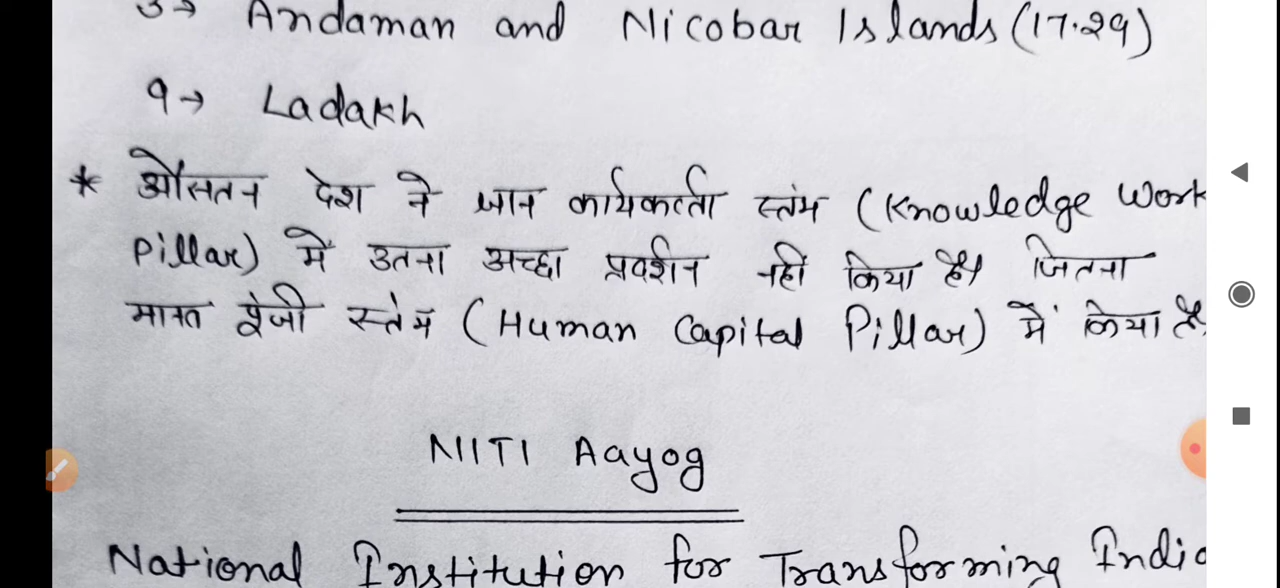 → Andaman and Nicobar Islands (17.29)
9→ Ladakh
* औसतन देश ने ज्ञान कार्यकर्त्ता स्तंभ (Knowledge Work
Pillar) में उतना अच्छा प्रदर्शन नहीं किया है। जितना
मानव पूंजी स्तंभ (Human Capital Pillar) में किया है
NITI Aayog
National Institution for Transforming India